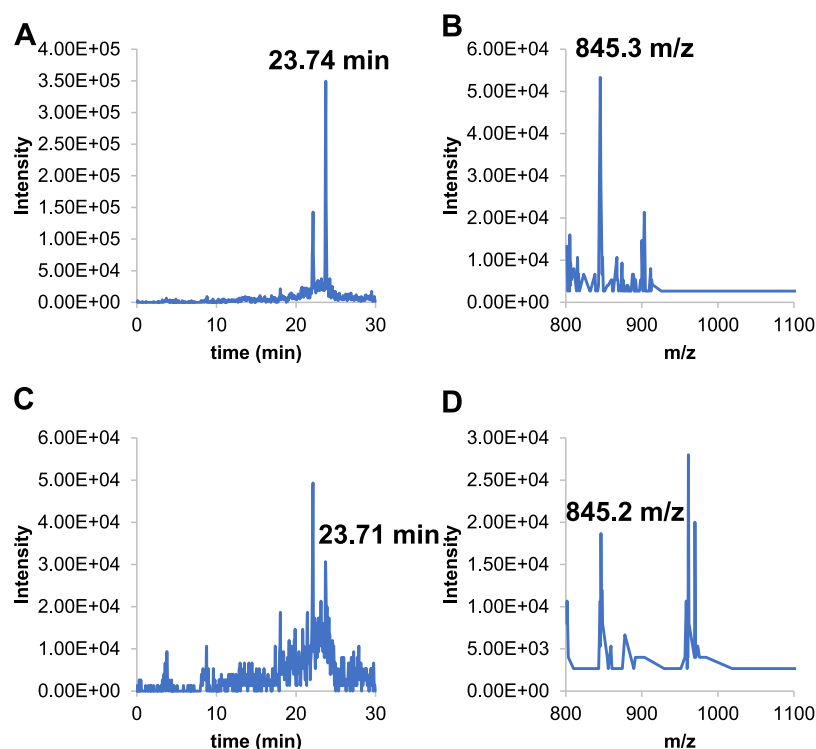 A
4.00E+05
3.50E+05
3.00E+05
2.50E+05
2.00E+05
1.50E+05
1.00E+05
5.00E+04
0.00E+00
Intensity
23.74 min
0 10 20 30
time (min)
B
6.00E+04
5.00E+04
4.00E+04
3.00E+04
2.00E+04
1.00E+04
0.00E+00
Intensity
845.3 m/z
800 900 1000 1100
m/z
C
6.00E+04
5.00E+04
4.00E+04
3.00E+04
2.00E+04
1.00E+04
0.00E+00
Intensity
23.71 min
0 10 20 30
time (min)
D
3.00E+04
2.50E+04
2.00E+04
1.50E+04
1.00E+04
5.00E+03
0.00E+00
Intensity
845.2 m/z
800 900 1000 1100
m/z